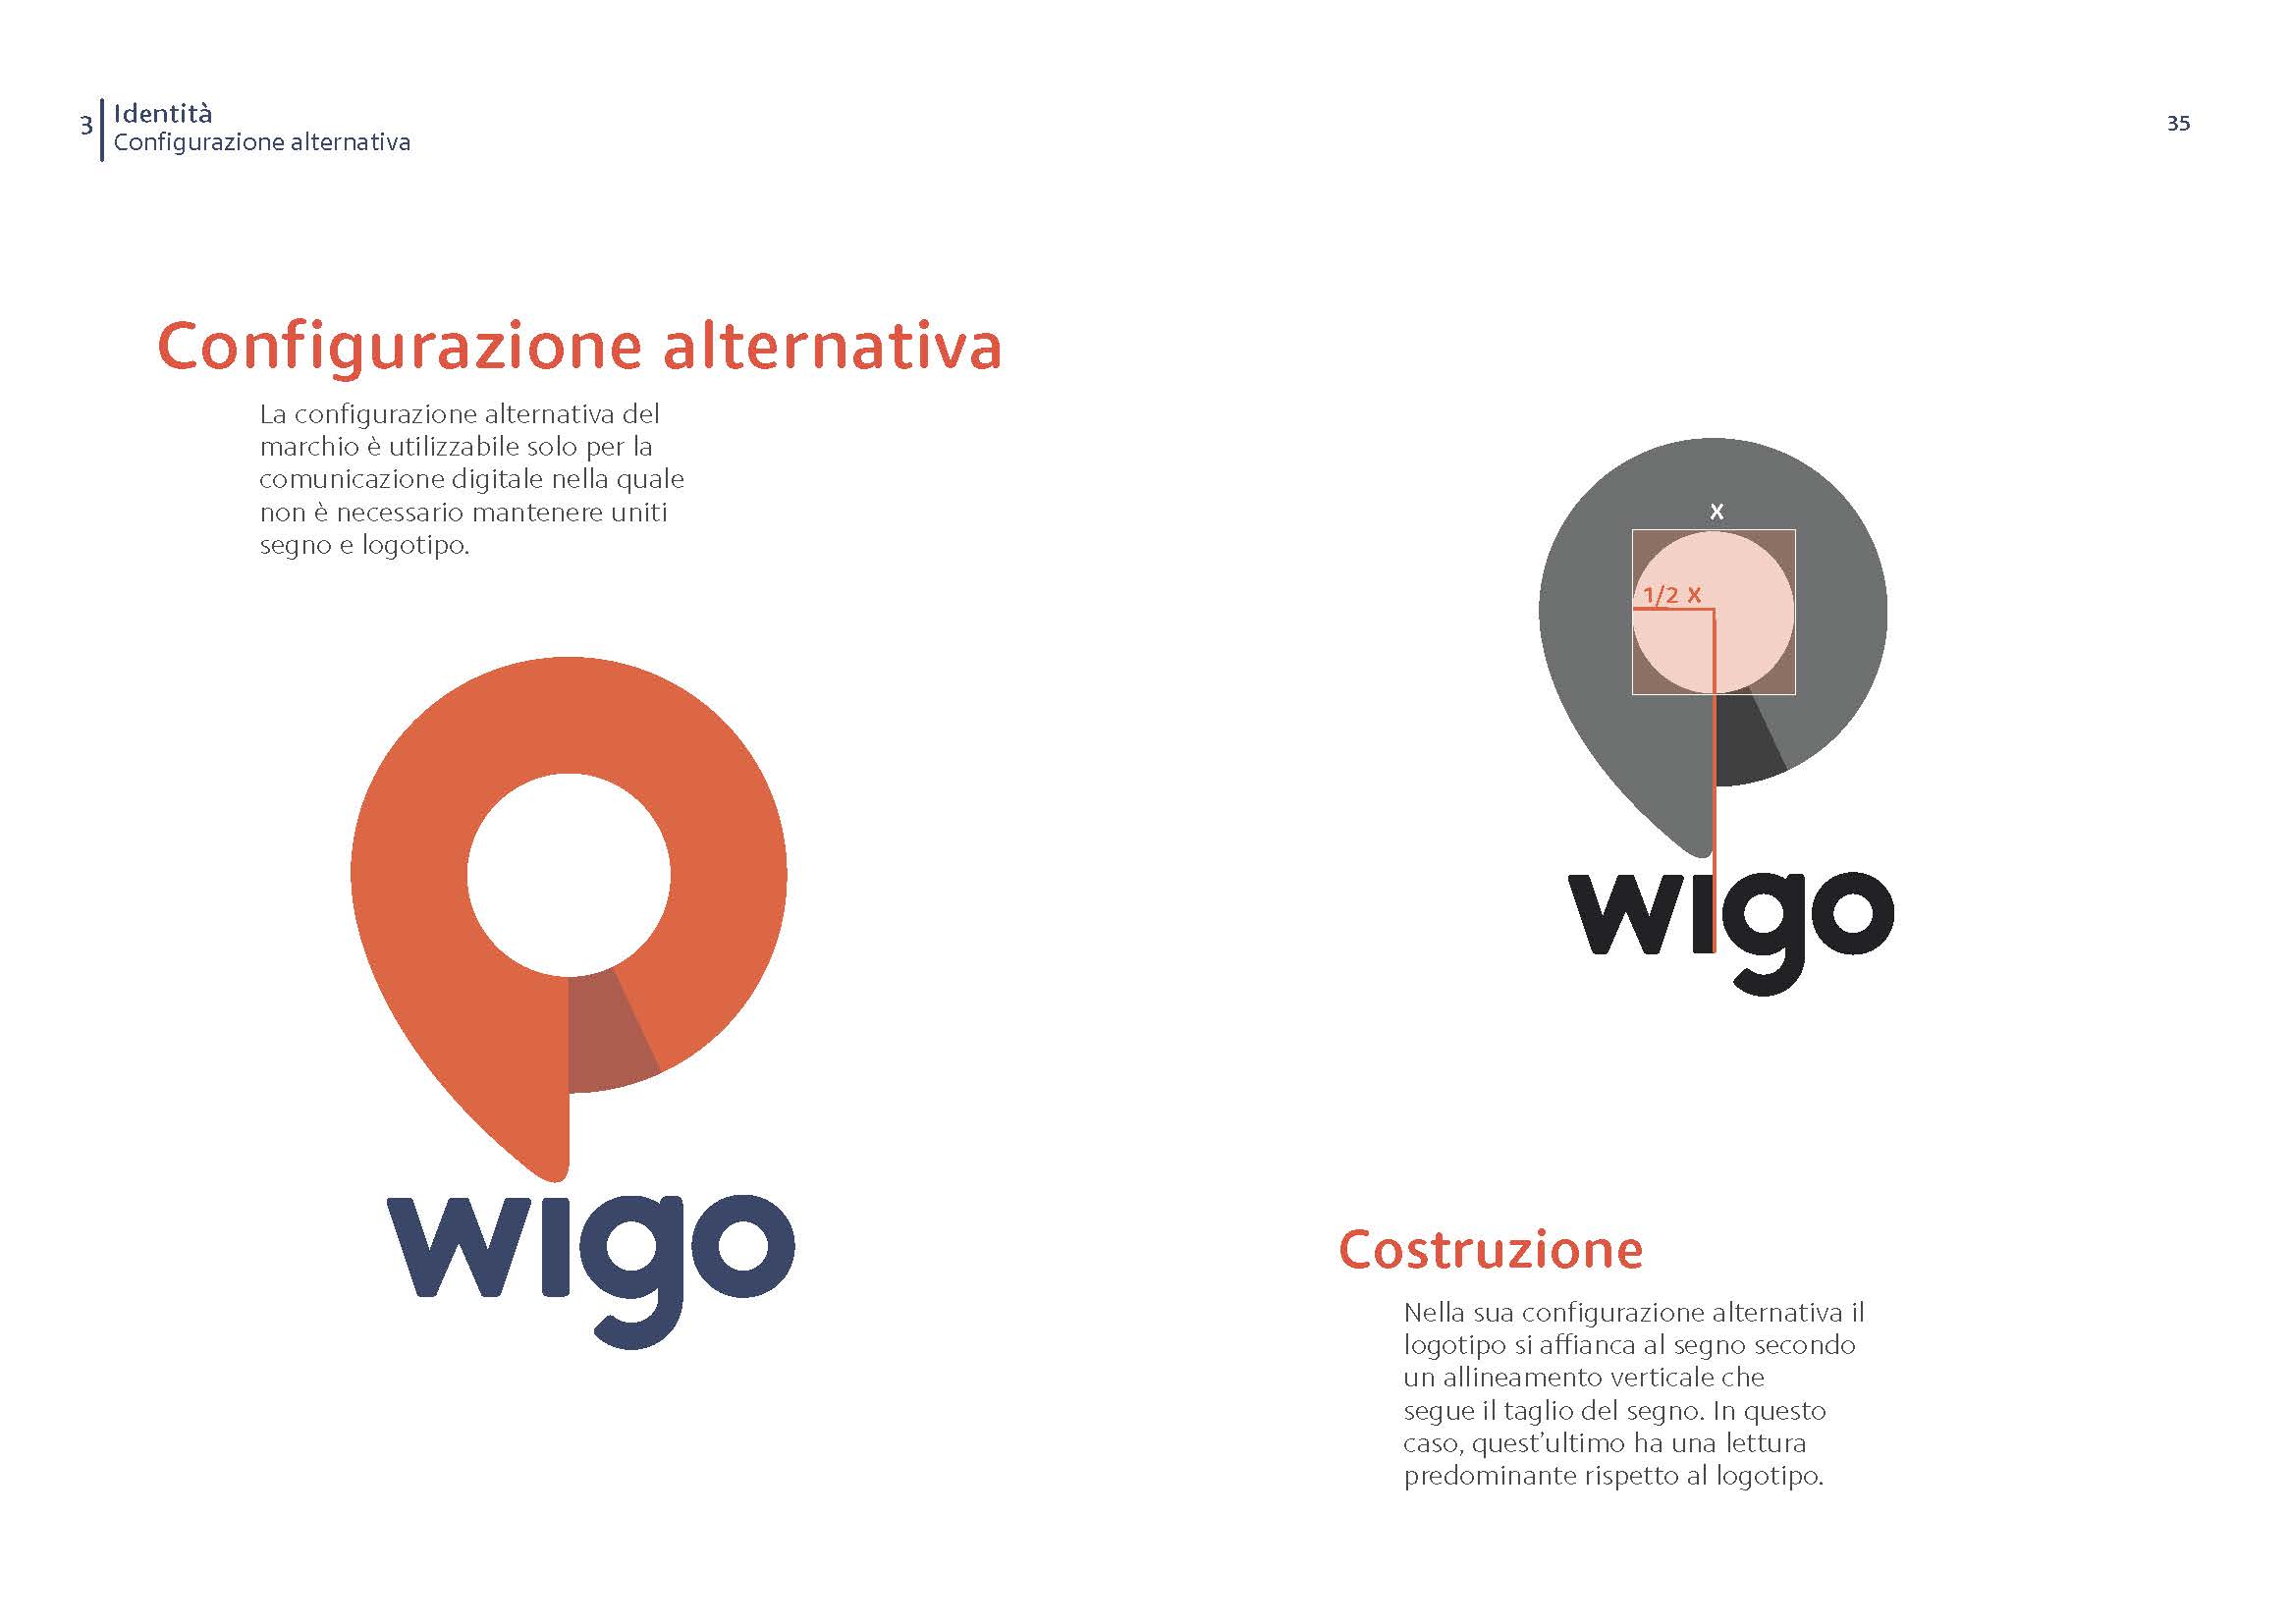 3
Identità
Configurazione alternativa
35
Configurazione alternativa
La configurazione alternativa del
marchio è utilizzabile solo per la
comunicazione digitale nella quale
non è necessario mantenere uniti
segno e logotipo.
wigo
X
1/2 X
wigo
Costruzione
Nella sua configurazione alternativa il
logotipo si affianca al segno secondo
un allineamento verticale che
segue il taglio del segno. In questo
caso, quest’ultimo ha una lettura
predominante rispetto al logotipo.